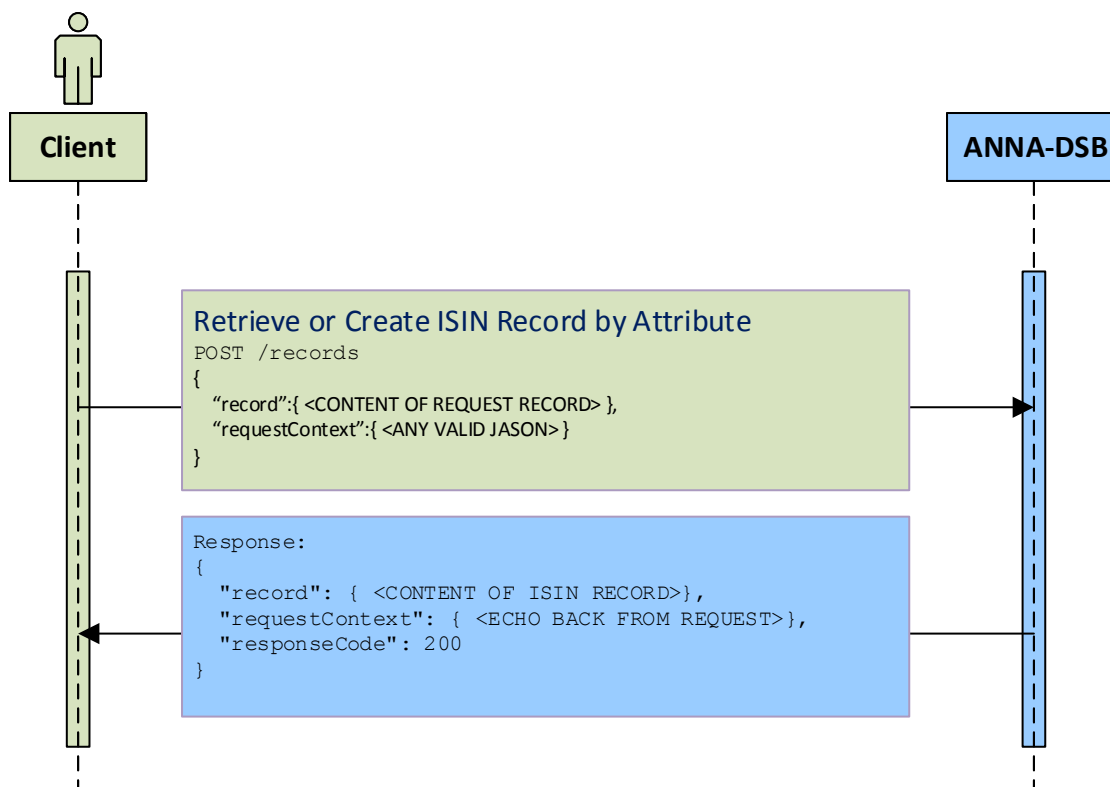 Client
ANNA-DSB
Retrieve or Create ISIN Record by Attribute
POST /records
{
“record”:{ <CONTENT OF REQUEST RECORD> },
“requestContext”:{ <ANY VALID JASON> }
}
Response:
{
"record": { <CONTENT OF ISIN RECORD>},
"requestContext": { <ECHO BACK FROM REQUEST>},
"responseCode": 200
}